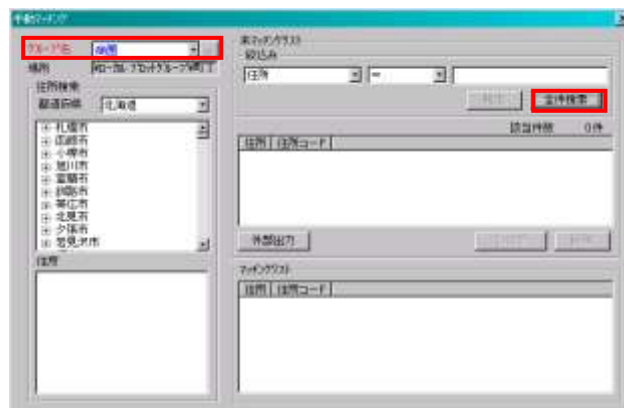 手動マッチング
グループ名
場所
住所検索
都道府県 北海道
札幌市
函館市
小樽市
旭川市
室蘭市
釧路市
帯広市
北見市
夕張市
岩見沢市
住所
未マッチングリスト
絞込み
住所 =
全件検索
該当件数 0件
住所 住所コード
外部出力
マッチングリスト
住所 住所コード